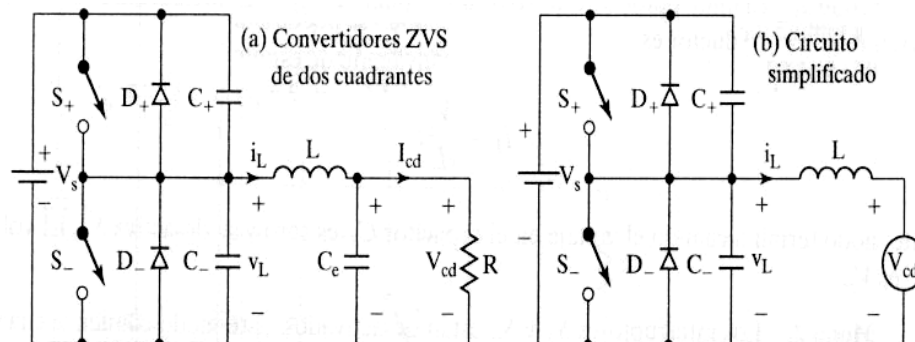 (a) Convertidores ZVS
de dos cuadrantes
S+
D+
C+
+
Vs
−
iL
L
Icd
S−
D−
C−
+
vL
−
+
Ce
−
+
Vcd
−
R
(b) Circuito
simplificado
S+
D+
C+
+
Vs
−
iL
L
S−
D−
C−
+
vL
−
+
Vcd
−